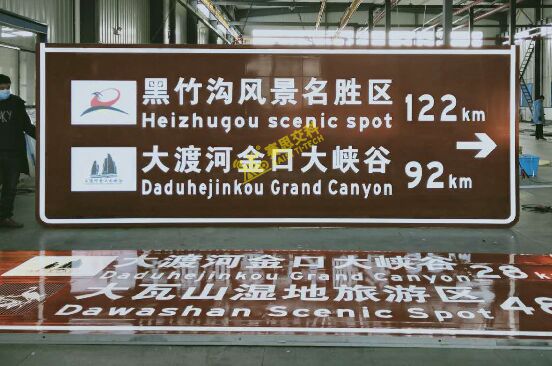 黑竹沟风景名胜区 122 km
Heizhugou scenic spot
大渡河金口大峡谷 92 km
Daduhejinkou Grand Canyon
大渡河金口大峡谷 28
Daduhejinkou Grand Canyon
大瓦山湿地旅游区 48
Dawashan Scenic Spot